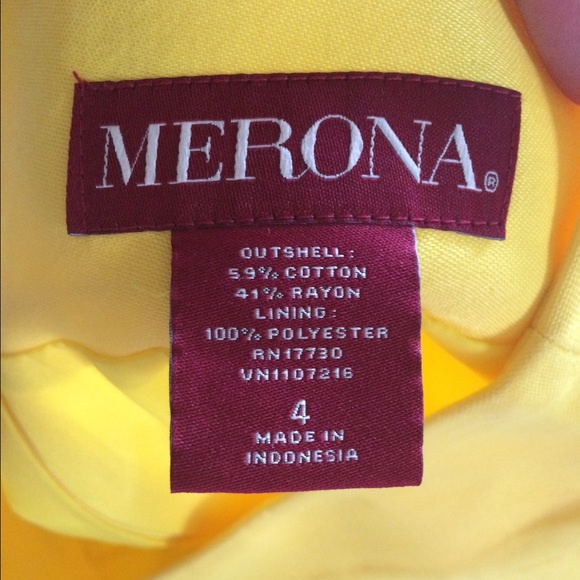 MERONA®
OUTSHELL:
59% COTTON
41% RAYON
LINING:
100% POLYESTER
RN17730
VN1107216
4
MADE IN
INDONESIA